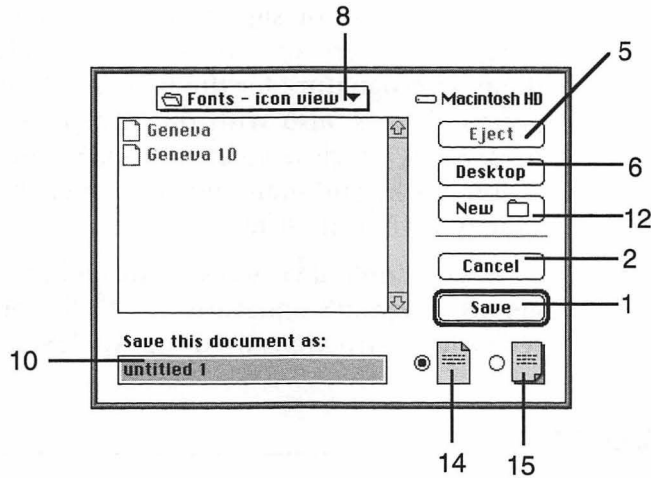 8
5
Fonts - icon view
Macintosh HD
Geneva
Geneva 10
Eject
Desktop
6
New
12
Cancel
2
Save
1
Save this document as:
10
untitled 1
14
15